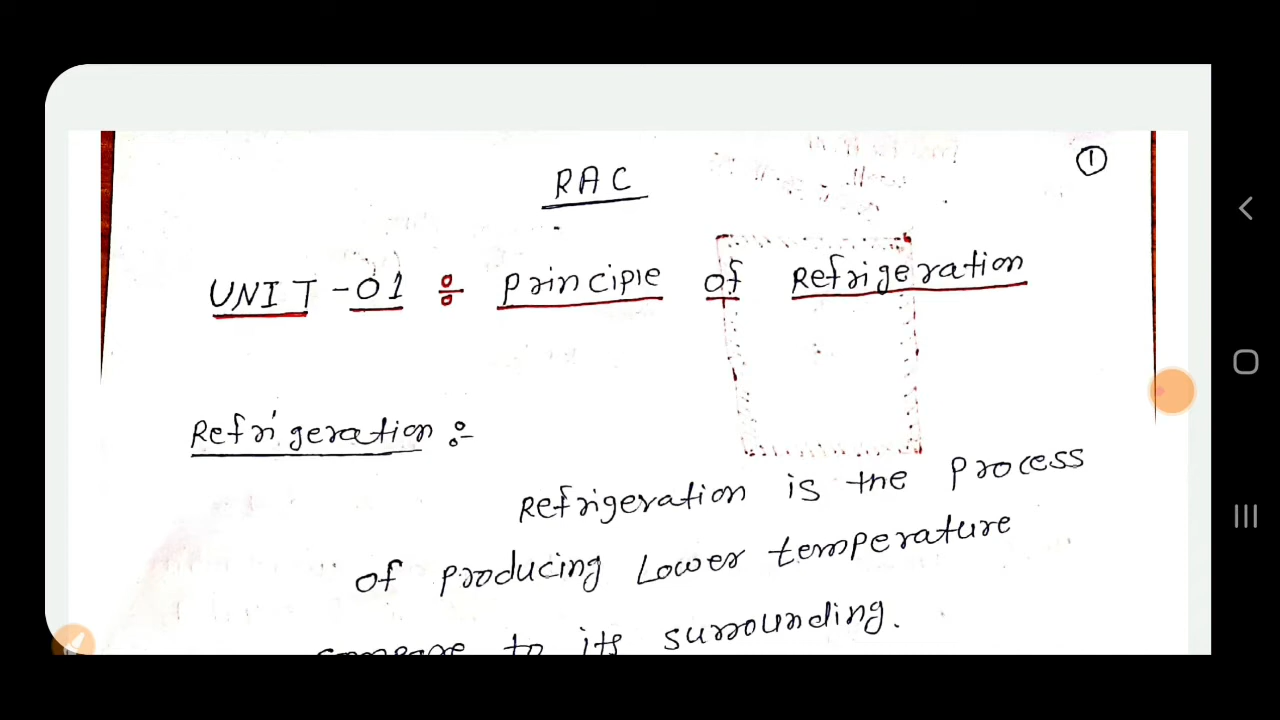 ①
RAC
UNIT-01 : Principle of Refrigeration
Refrigeration :-
Refrigeration is the process
of producing Lower temperature
compare to its surrounding.